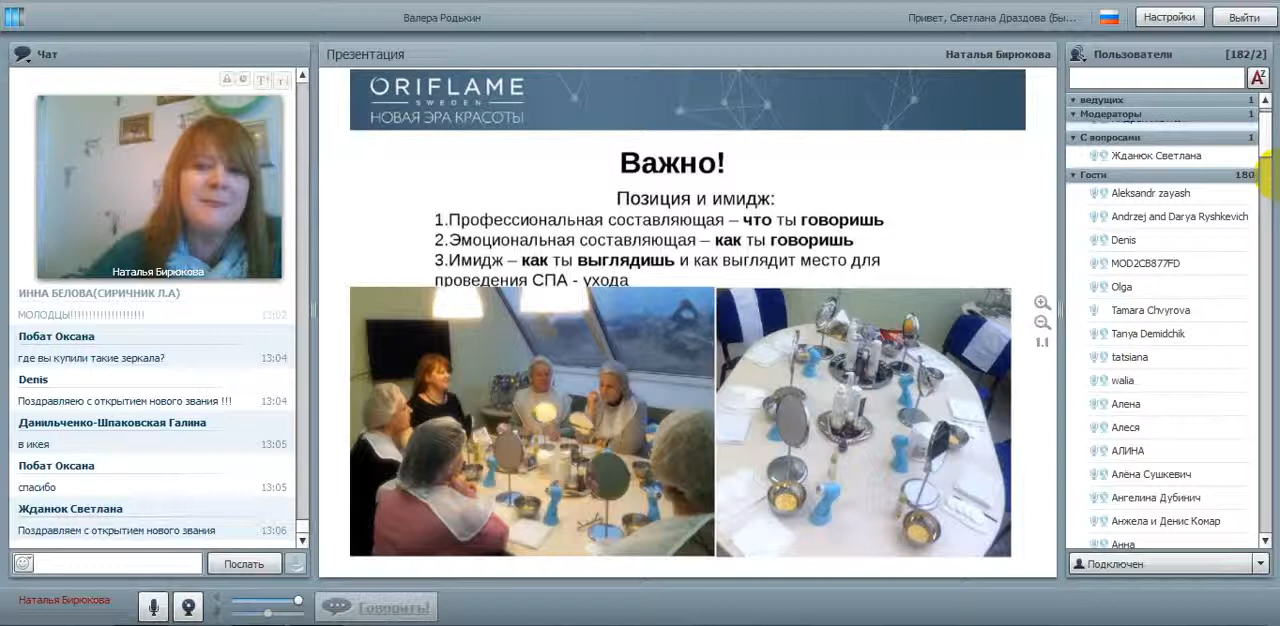 Валера Родькин
Привет, Светлана Драздова (Бы...
Настройки
Выйти
Чат
Наталья Бирюкова
ИННА БЕЛОВА(СИРИЧНИК Л.А)
МОЛОДЦЫ!!!!!!!!!!!!!!!!!!!! 13:02
Побат Оксана
где вы купили такие зеркала? 13:04
Denis
Поздравляею с открытием нового звания !!! 13:04
Данильченко-Шпаковская Галина
в икея 13:05
Побат Оксана
спасибо 13:05
Жданюк Светлана
Поздравляем с открытием нового звания 13:06
Послать
Презентация
Наталья Бирюкова
ORIFLAME
SWEDEN
НОВАЯ ЭРА КРАСОТЫ
Важно!
Позиция и имидж:
1.Профессиональная составляющая – что ты говоришь
2.Эмоциональная составляющая – как ты говоришь
3.Имидж – как ты выглядишь и как выглядит место для
проведения СПА - ухода
1.1
Пользователи [182/2]
ведущих 1
Модераторы 1
С вопросами 1
Жданюк Светлана
Гости 180
Aleksandr zayash
Andrzej and Darya Ryshkevich
Denis
MOD2CB877FD
Olga
Tamara Chvyrova
Tanya Demidchik
tatsiana
walia
Алена
Алеся
АЛИНА
Алёна Сушкевич
Ангелина Дубинич
Анжела и Денис Комар
Анна
Подключен
Наталья Бирюкова
Говорить!